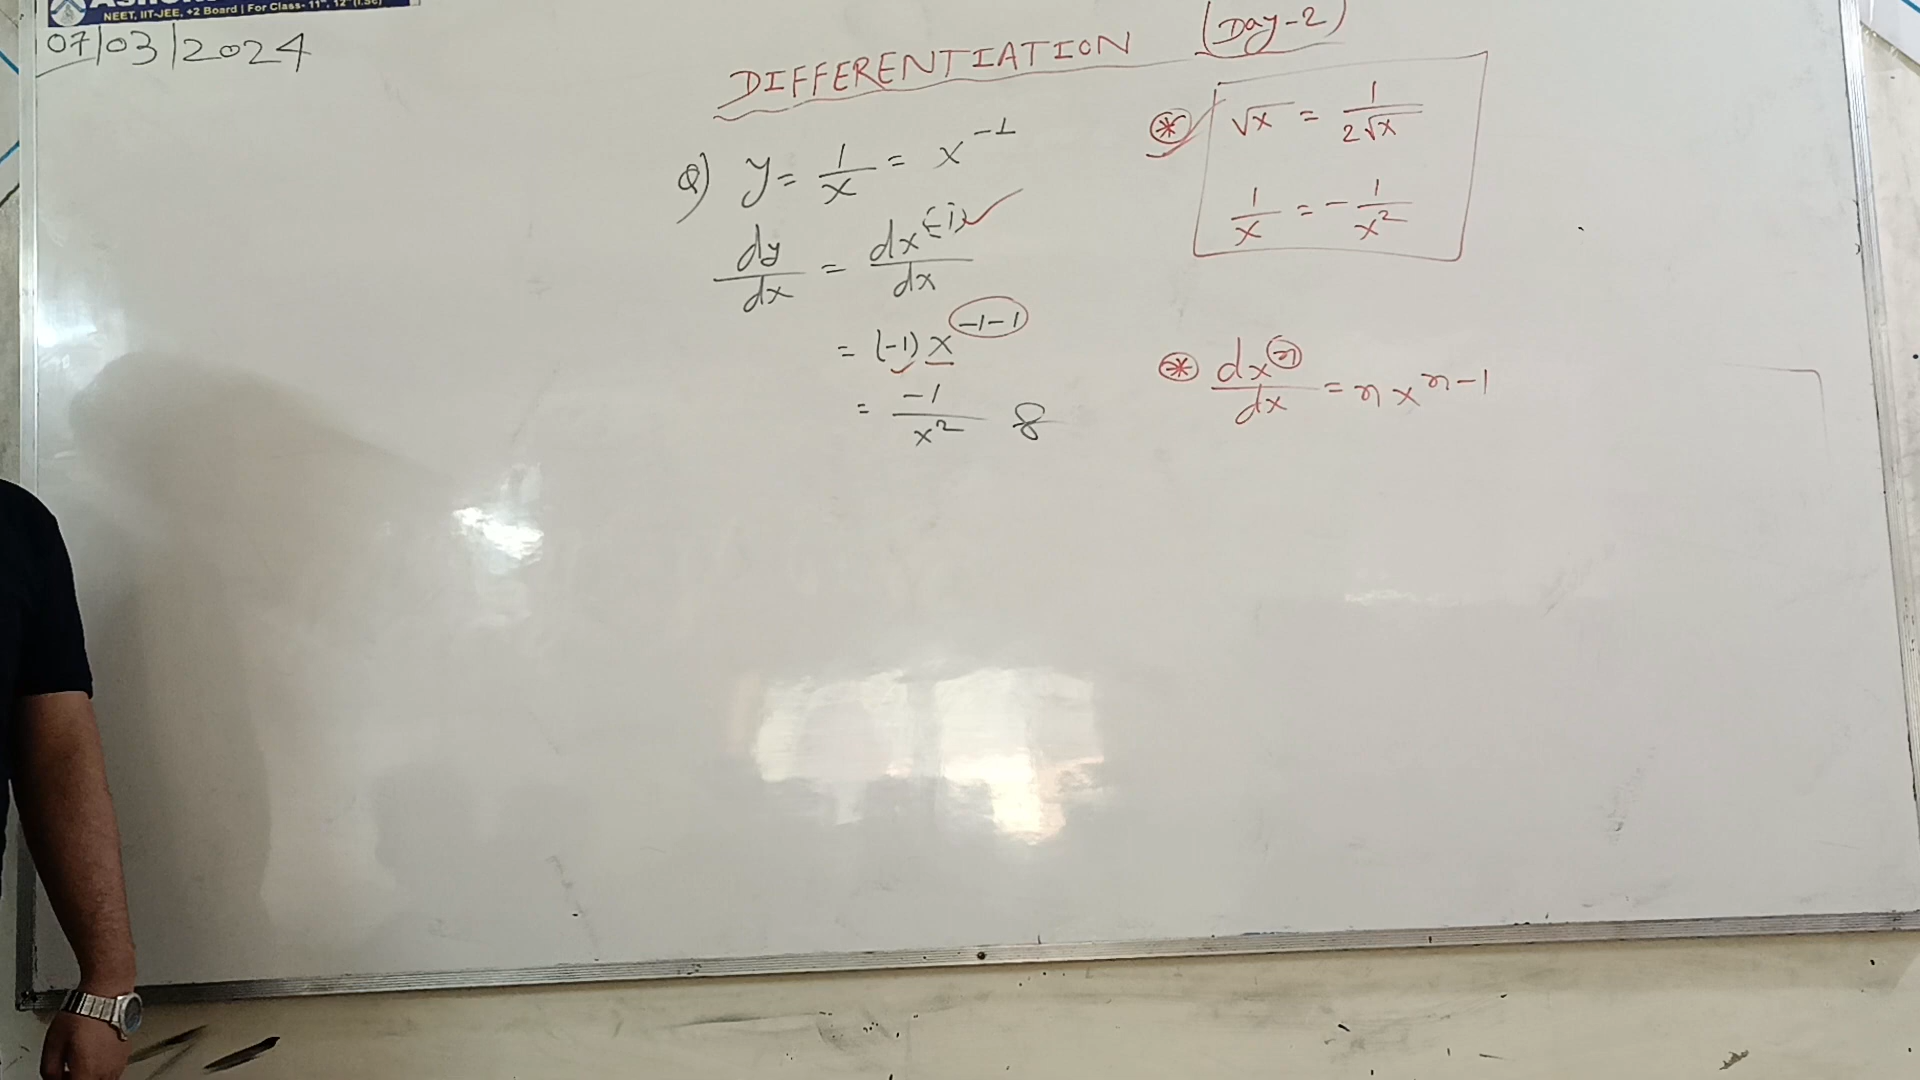 NEET, IIT-JEE, +2 Board | For Class- 11th, 12th (I.Sc)
07/03/2024
DIFFERENTIATION (Day-2)
Q) y = 1/x = x^-1
dy/dx = dx^(-1)/dx ✓
= (-1) x^-1-1
= -1/x^2
⊛ √x = 1/2√x
1/x = - 1/x^2
⊛ dx^n/dx = n x^n-1